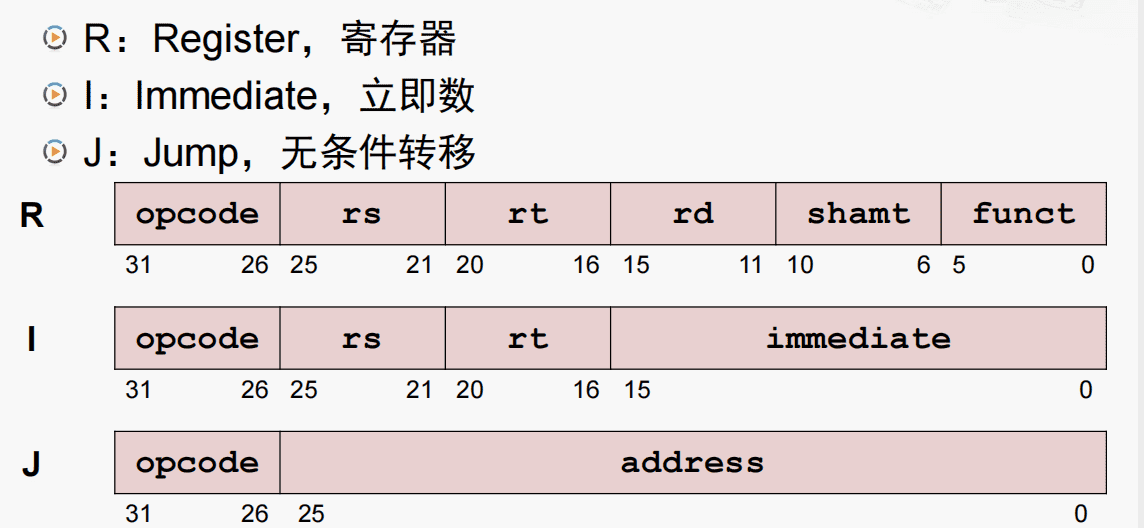 R：Register，寄存器
I：Immediate，立即数
J：Jump，无条件转移
R opcode rs rt rd shamt funct
31 26 25 21 20 16 15 11 10 6 5 0
I opcode rs rt immediate
31 26 25 21 20 16 15 0
J opcode address
31 26 25 0